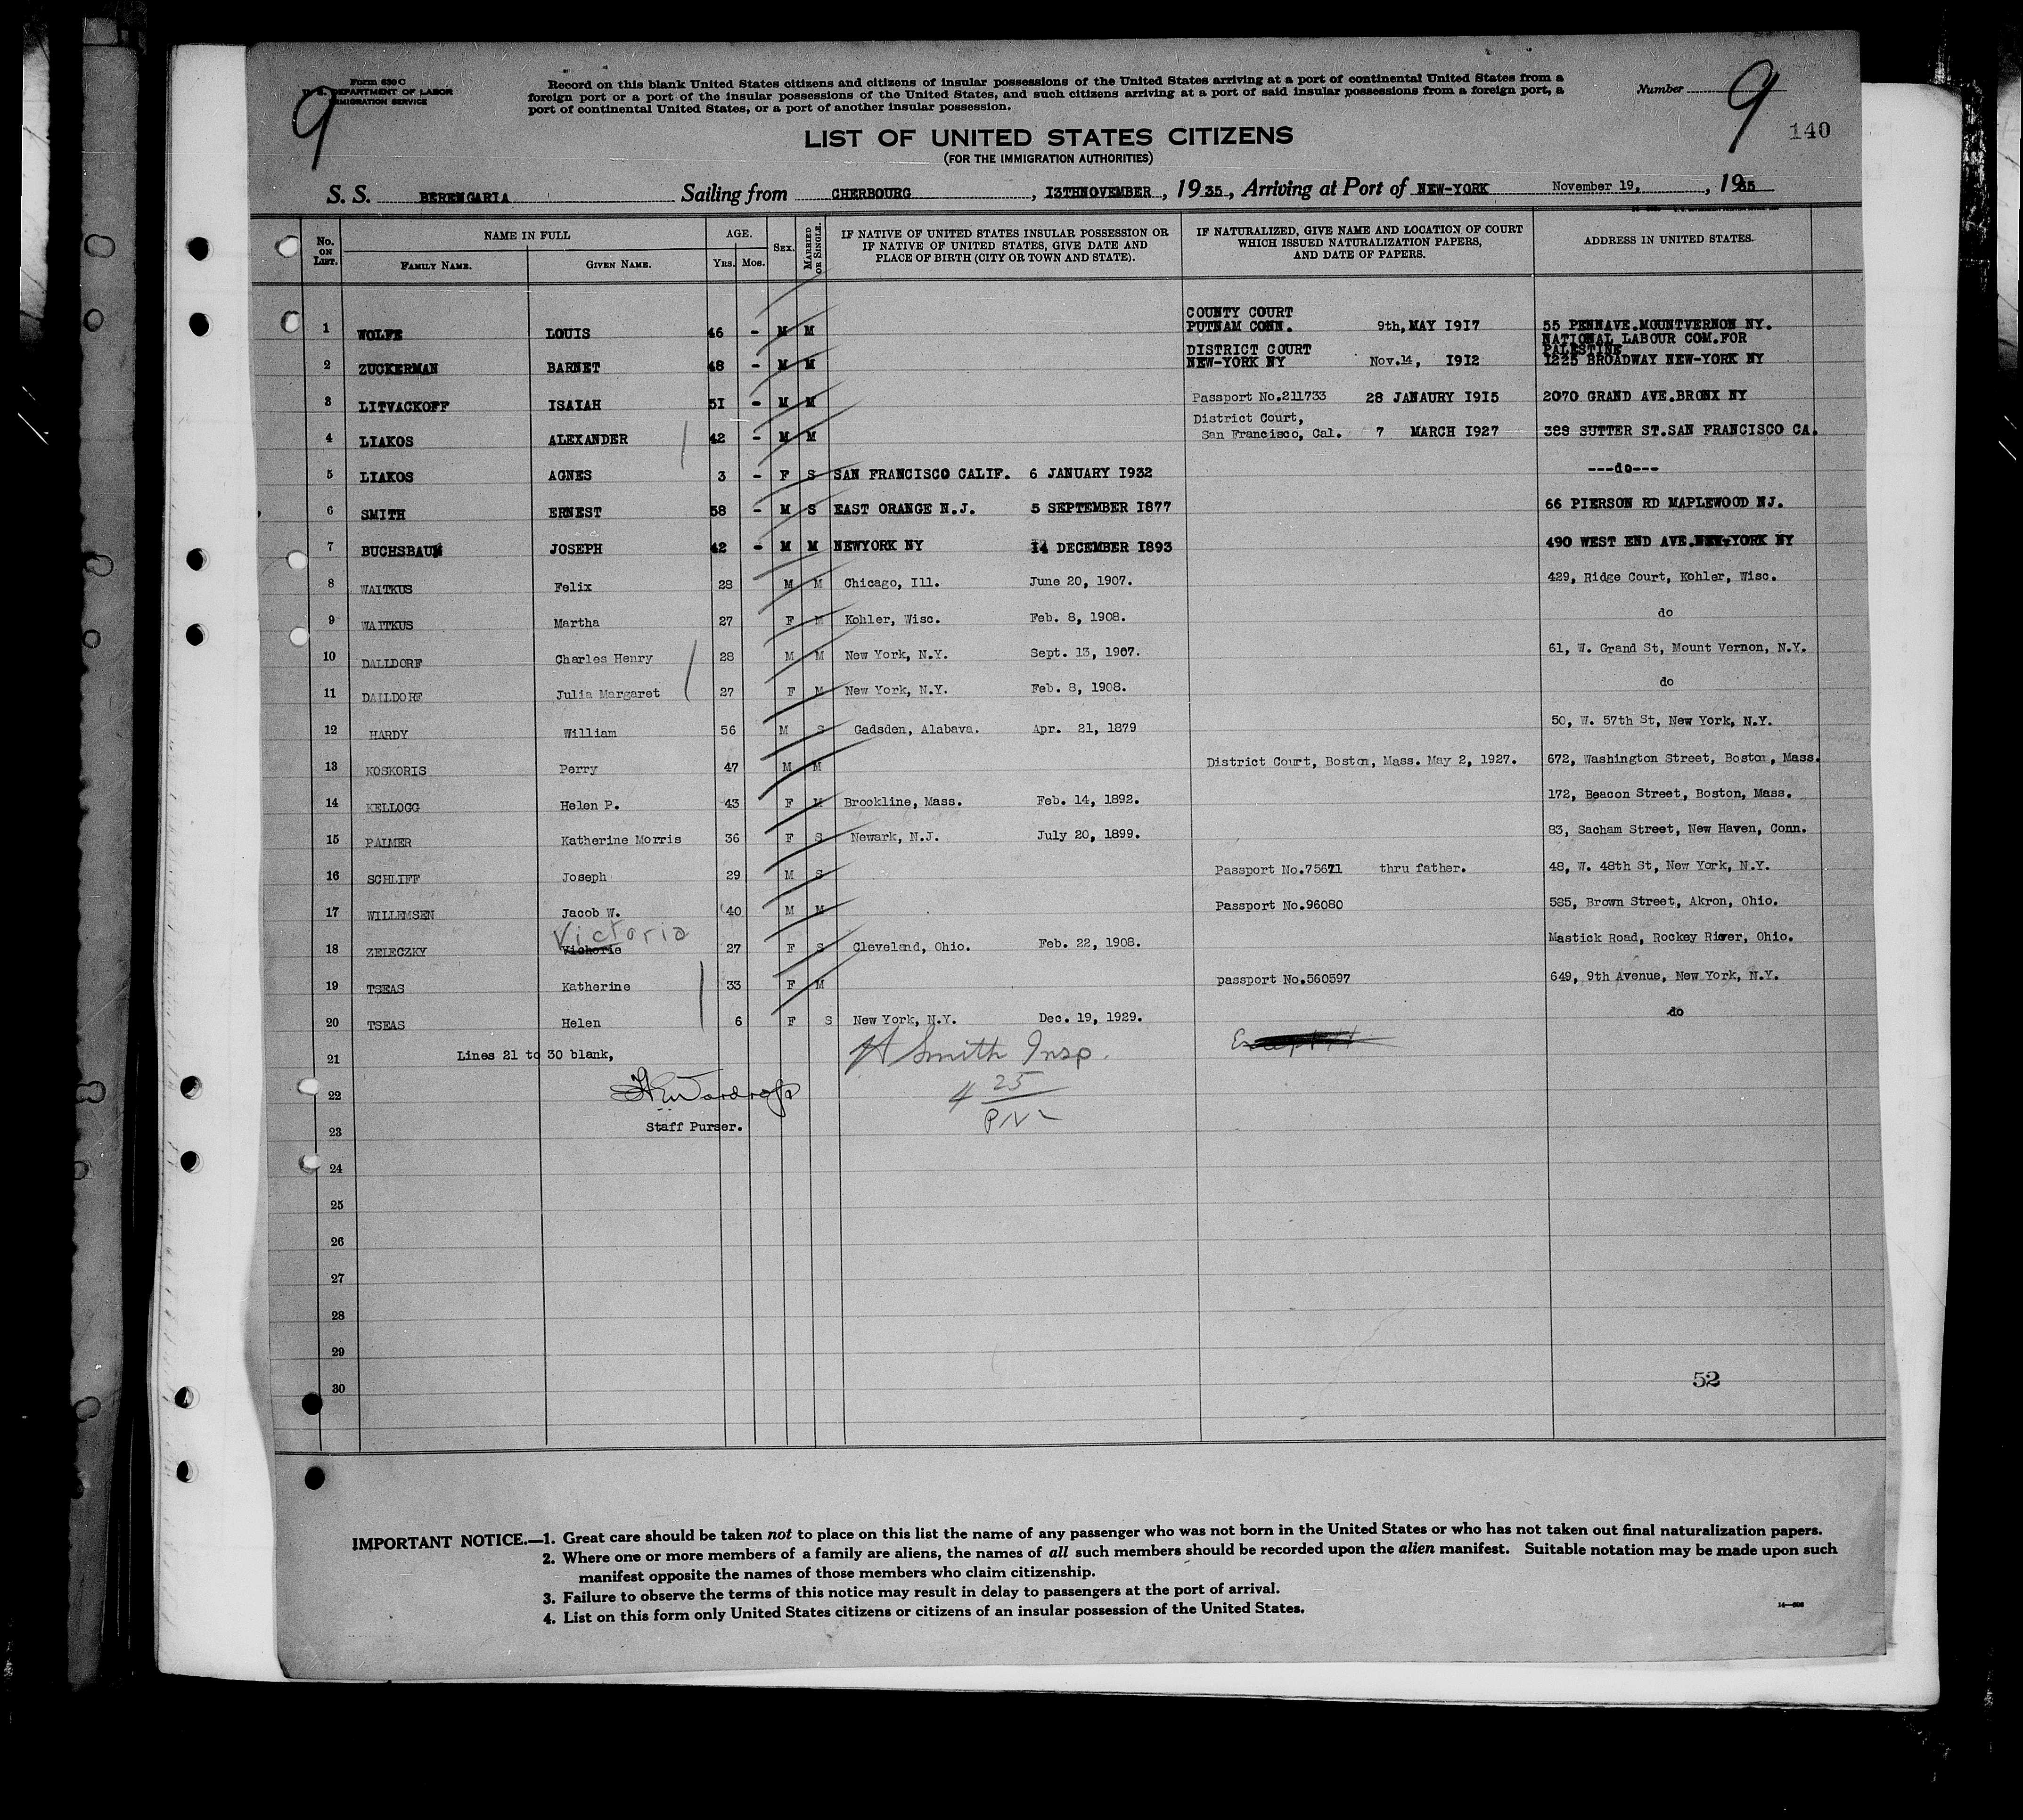 Form 630 C
U. S. DEPARTMENT OF LABOR
IMMIGRATION SERVICE
9
Record on this blank United States citizens and citizens of insular possessions of the United States arriving at a port of continental United States from a
foreign port or a port of the insular possessions of the United States, and such citizens arriving at a port of said insular possessions from a foreign port, a
port of continental United States, or a port of another insular possession.
Number 9
140
LIST OF UNITED STATES CITIZENS
(FOR THE IMMIGRATION AUTHORITIES)
S. S. BERENGARIA Sailing from CHERBOURG, I3THNOVEMBER, 1935, Arriving at Port of NEW-YORK November 19, 1935
No. ON LIST. NAME IN FULL FAMILY NAME. GIVEN NAME. AGE. YRS. MOS. SEX. MARRIED OR SINGLE.
IF NATIVE OF UNITED STATES INSULAR POSSESSION OR
IF NATIVE OF UNITED STATES, GIVE DATE AND
PLACE OF BIRTH (CITY OR TOWN AND STATE).
IF NATURALIZED, GIVE NAME AND LOCATION OF COURT
WHICH ISSUED NATURALIZATION PAPERS,
AND DATE OF PAPERS.
ADDRESS IN UNITED STATES.
COUNTY COURT
1 WOLFE LOUIS 46 - M M PUTNAM CONN. 9th, MAY I9I7 55 PENNAVE.MOUNTVERNON NY.
DISTRICT COURT NATIONAL LABOUR COM.FOR PALESTINE
2 ZUCKERMAN BARNET 48 - M M NEW-YORK NY Nov.14, I9I2 I225 BROADWAY NEW-YORK NY
3 LITVACKOFF ISAIAH 5I - M M Passport No.211733 28 JANAURY I9I5 2070 GRAND AVE.BRONX NY
District Court,
4 LIAKOS ALEXANDER 42 - M M San Francisco, Cal. 7 MARCH I927 388 SUTTER ST.SAN FRANCISCO CA.
5 LIAKOS AGNES 3 - F S SAN FRANCISCO CALIF. 6 JANUARY I932 ---do---
6 SMITH ERNEST 58 - M S EAST ORANGE N.J. 5 SEPTEMBER I877 66 PIERSON RD MAPLEWOOD NJ.
7 BUCHSBAUM JOSEPH 42 - M M NEWYORK NY DECEMBER I893 490 WEST END AVE.NEW-YORK NY
8 WAITKUS Felix 28 M M Chicago, Ill. June 20, 1907. 429, Ridge Court, Kohler, Wisc.
9 WAITKUS Martha 27 F M Kohler, Wisc. Feb. 8, 1908. do
10 DALLDORF Charles Henry 28 M M New York, N.Y. Sept. 13, 1907. 61, W. Grand St, Mount Vernon, N.Y.
11 DALLDORF Julia Margaret 27 F M New York, N.Y. Feb. 8, 1908. do
12 HARDY William 56 M S Gadsden, Alabava. Apr. 21, 1879 50, W. 57th St, New York, N.Y.
13 KOSKORIS Perry 47 M M District Court, Boston, Mass. May 2, 1927. 672, Washington Street, Boston, Mass.
14 KELLOGG Helen P. 43 F M Brookline, Mass. Feb. 14, 1892. 172, Beacon Street, Boston, Mass.
15 PALMER Katherine Morris 36 F S Newark, N.J. July 20, 1899. 83, Sacham Street, New Haven, Conn.
16 SCHLIFF Joseph 29 M S Passport No.75671 thru father. 48, W. 48th St, New York, N.Y.
17 WILLEMSEN Jacob W. 40 M M Passport No.96080 585, Brown Street, Akron, Ohio.
Victoria
18 ZELECZKY Vichorie 27 F S Cleveland, Ohio. Feb. 22, 1908. Mastick Road, Rockey River, Ohio.
19 TSEAS Katherine 33 F M passport No.560597 649, 9th Avenue, New York, N.Y.
20 TSEAS Helen 6 F S New York, N.Y. Dec. 19, 1929. do
21 Lines 21 to 30 blank, Smith Insp.
22 25
Staff Purser.
23
24
25
26
27
28
29
30
52
IMPORTANT NOTICE.—1. Great care should be taken not to place on this list the name of any passenger who was not born in the United States or who has not taken out final naturalization papers.
2. Where one or more members of a family are aliens, the names of all such members should be recorded upon the alien manifest. Suitable notation may be made upon such
manifest opposite the names of those members who claim citizenship.
3. Failure to observe the terms of this notice may result in delay to passengers at the port of arrival.
4. List on this form only United States citizens or citizens of an insular possession of the United States.